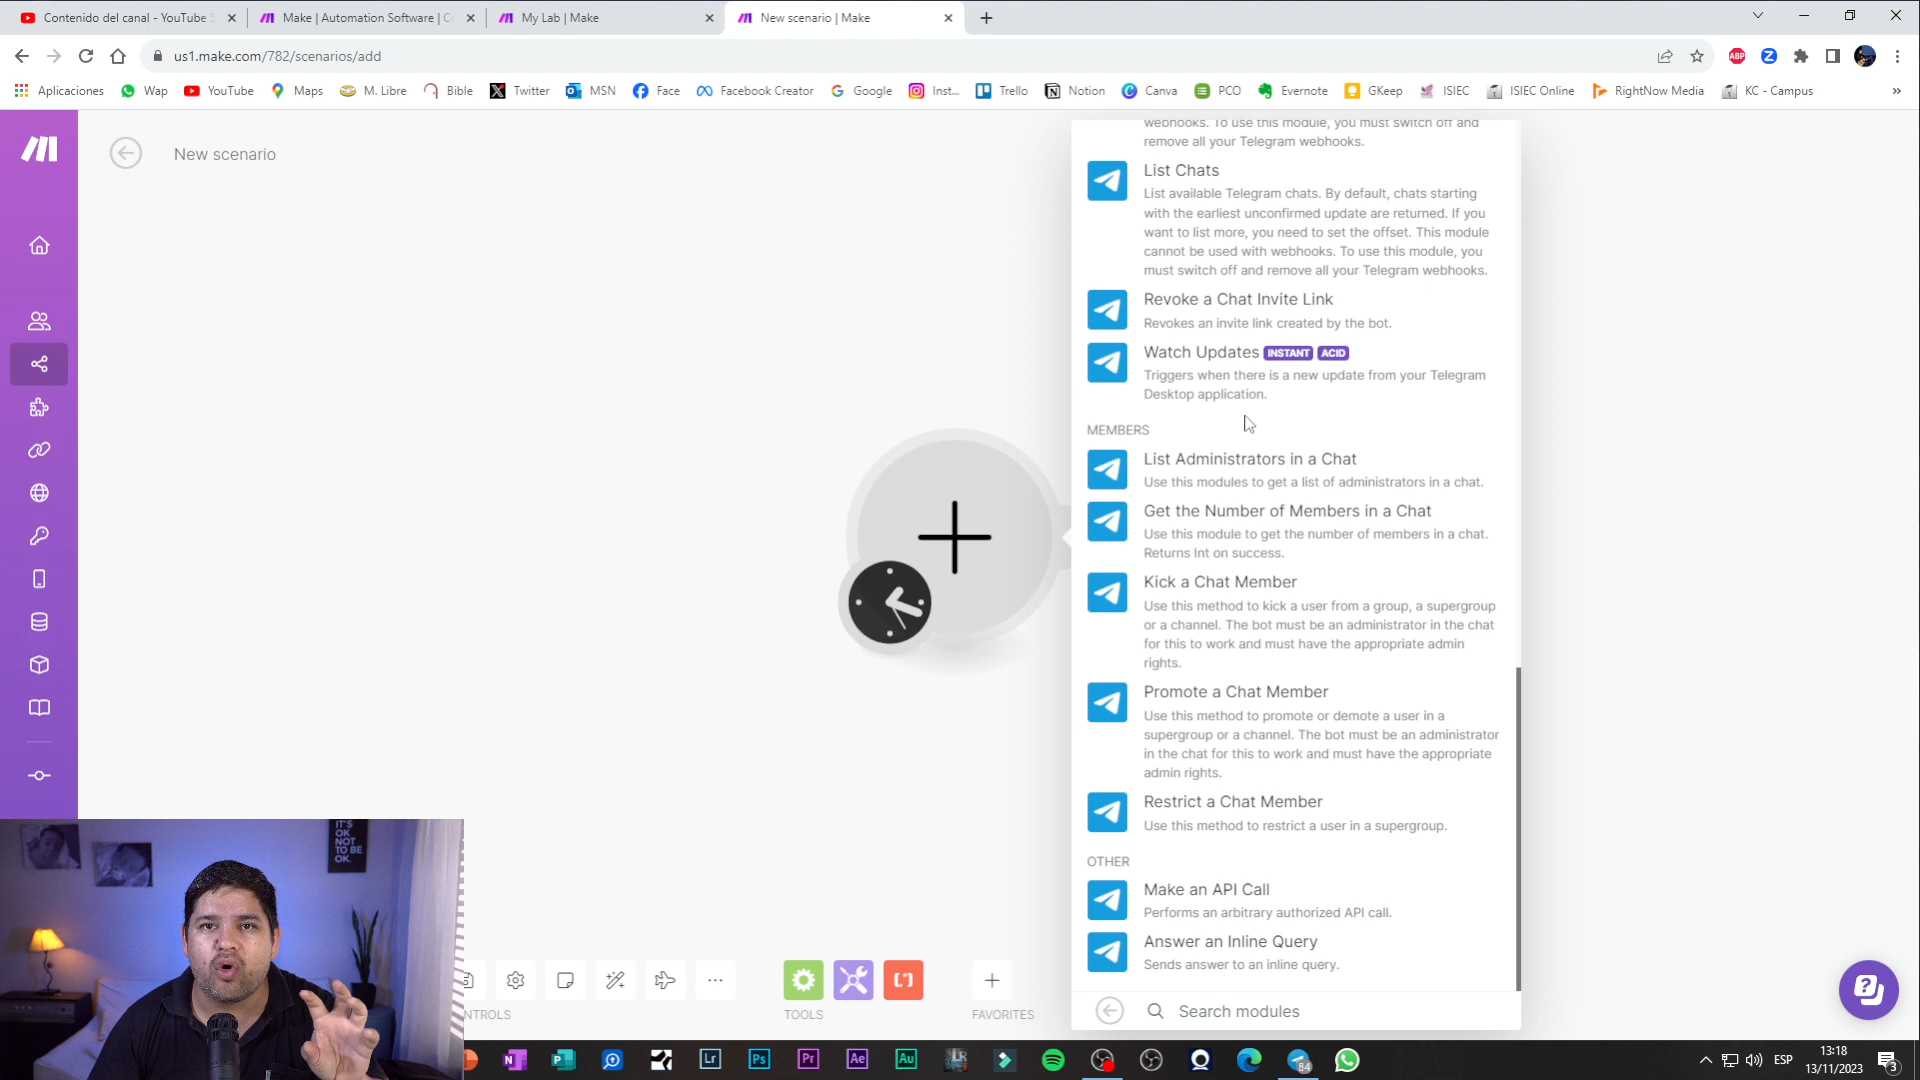 Contenido del canal - YouTube S
Make | Automation Software | Co
My Lab | Make
New scenario | Make
us1.make.com/782/scenarios/add
Aplicaciones
Wap
YouTube
Maps
M. Libre
Bible
Twitter
MSN
Face
Facebook Creator
Google
Inst...
Trello
Notion
Canva
PCO
Evernote
GKeep
ISIEC
ISIEC Online
RightNow Media
KC - Campus
»
New scenario
webhooks. To use this module, you must switch off and
remove all your Telegram webhooks.
List Chats
List available Telegram chats. By default, chats starting
with the earliest unconfirmed update are returned. If you
want to list more, you need to set the offset. This module
cannot be used with webhooks. To use this module, you
must switch off and remove all your Telegram webhooks.
Revoke a Chat Invite Link
Revokes an invite link created by the bot.
Watch Updates INSTANT ACID
Triggers when there is a new update from your Telegram
Desktop application.
MEMBERS
List Administrators in a Chat
Use this modules to get a list of administrators in a chat.
Get the Number of Members in a Chat
Use this module to get the number of members in a chat.
Returns Int on success.
Kick a Chat Member
Use this method to kick a user from a group, a supergroup
or a channel. The bot must be an administrator in the chat
for this to work and must have the appropriate admin
rights.
Promote a Chat Member
Use this method to promote or demote a user in a
supergroup or a channel. The bot must be an administrator
in the chat for this to work and must have the appropriate
admin rights.
Restrict a Chat Member
Use this method to restrict a user in a supergroup.
OTHER
Make an API Call
Performs an arbitrary authorized API call.
Answer an Inline Query
Sends answer to an inline query.
Search modules
IT'S
OK
NOT TO
BE
OK.
NTROLS
TOOLS
FAVORITES
ABP
Z
N
P
Lr
Ps
Pr
Ae
Au
84
ESP
13:18
13/11/2023
3